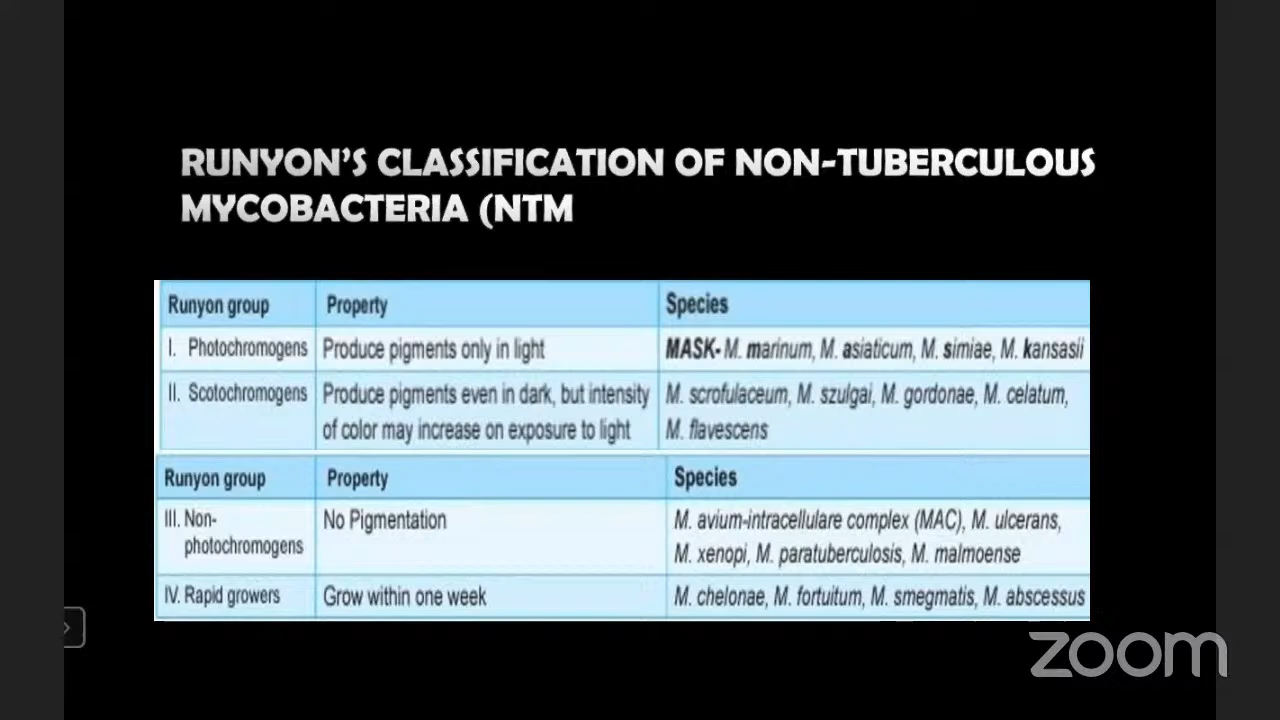 RUNYON'S CLASSIFICATION OF NON-TUBERCULOUS
MYCOBACTERIA (NTM
Runyon group Property Species
I. Photochromogens Produce pigments only in light MASK- M. marinum, M. asiaticum, M. simiae, M. kansasii
II. Scotochromogens Produce pigments even in dark, but intensity M. scrofulaceum, M. szulgai, M. gordonae, M. celatum,
of color may increase on exposure to light M. flavescens
Runyon group Property Species
III. Non- No Pigmentation M. avium-intracellulare complex (MAC), M. ulcerans,
photochromogens M. xenopi, M. paratuberculosis, M. malmoense
IV. Rapid growers Grow within one week M. chelonae, M. fortuitum, M. smegmatis, M. abscessus
zoom